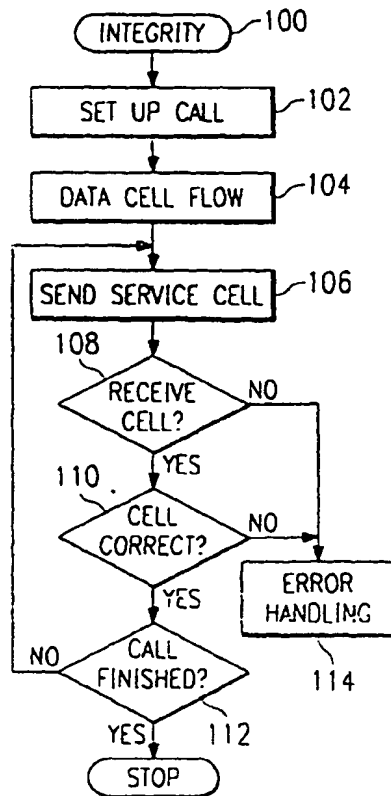 INTEGRITY
100
SET UP CALL
102
DATA CELL FLOW
104
SEND SERVICE CELL
106
108
RECEIVE
CELL?
NO
YES
110
CELL
CORRECT?
NO
YES
ERROR
HANDLING
114
NO
CALL
FINISHED?
112
YES
STOP